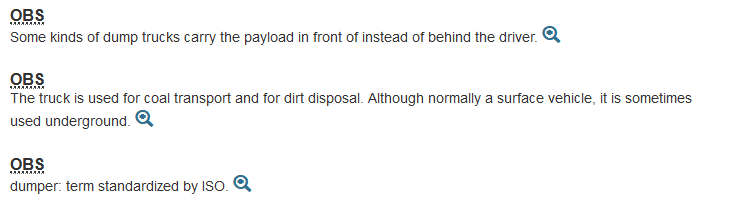 OBS
Some kinds of dump trucks carry the payload in front of instead of behind the driver.
OBS
The truck is used for coal transport and for dirt disposal. Although normally a surface vehicle, it is sometimes
used underground.
OBS
dumper: term standardized by ISO.